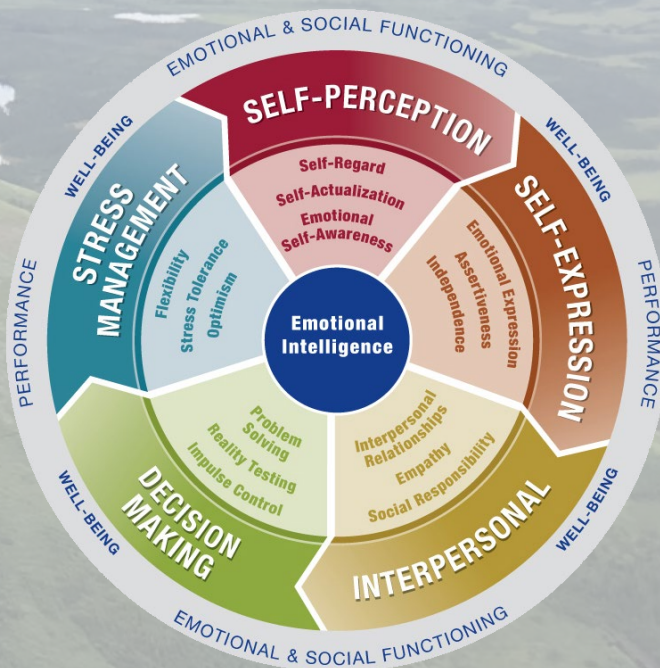 EMOTIONAL & SOCIAL FUNCTIONING
WELL-BEING
WELL-BEING
PERFORMANCE
PERFORMANCE
SELF-PERCEPTION
Self-Regard
Self-Actualization
Emotional
Self-Awareness
SELF-EXPRESSION
Emotional Expression
Assertiveness
Independence
INTERPERSONAL
Interpersonal
Relationships
Empathy
Social Responsibility
DECISION
MAKING
Problem
Solving
Reality Testing
Impulse Control
STRESS
MANAGEMENT
Flexibility
Stress Tolerance
Optimism
Emotional
Intelligence
WELL-BEING
WELL-BEING
EMOTIONAL & SOCIAL FUNCTIONING